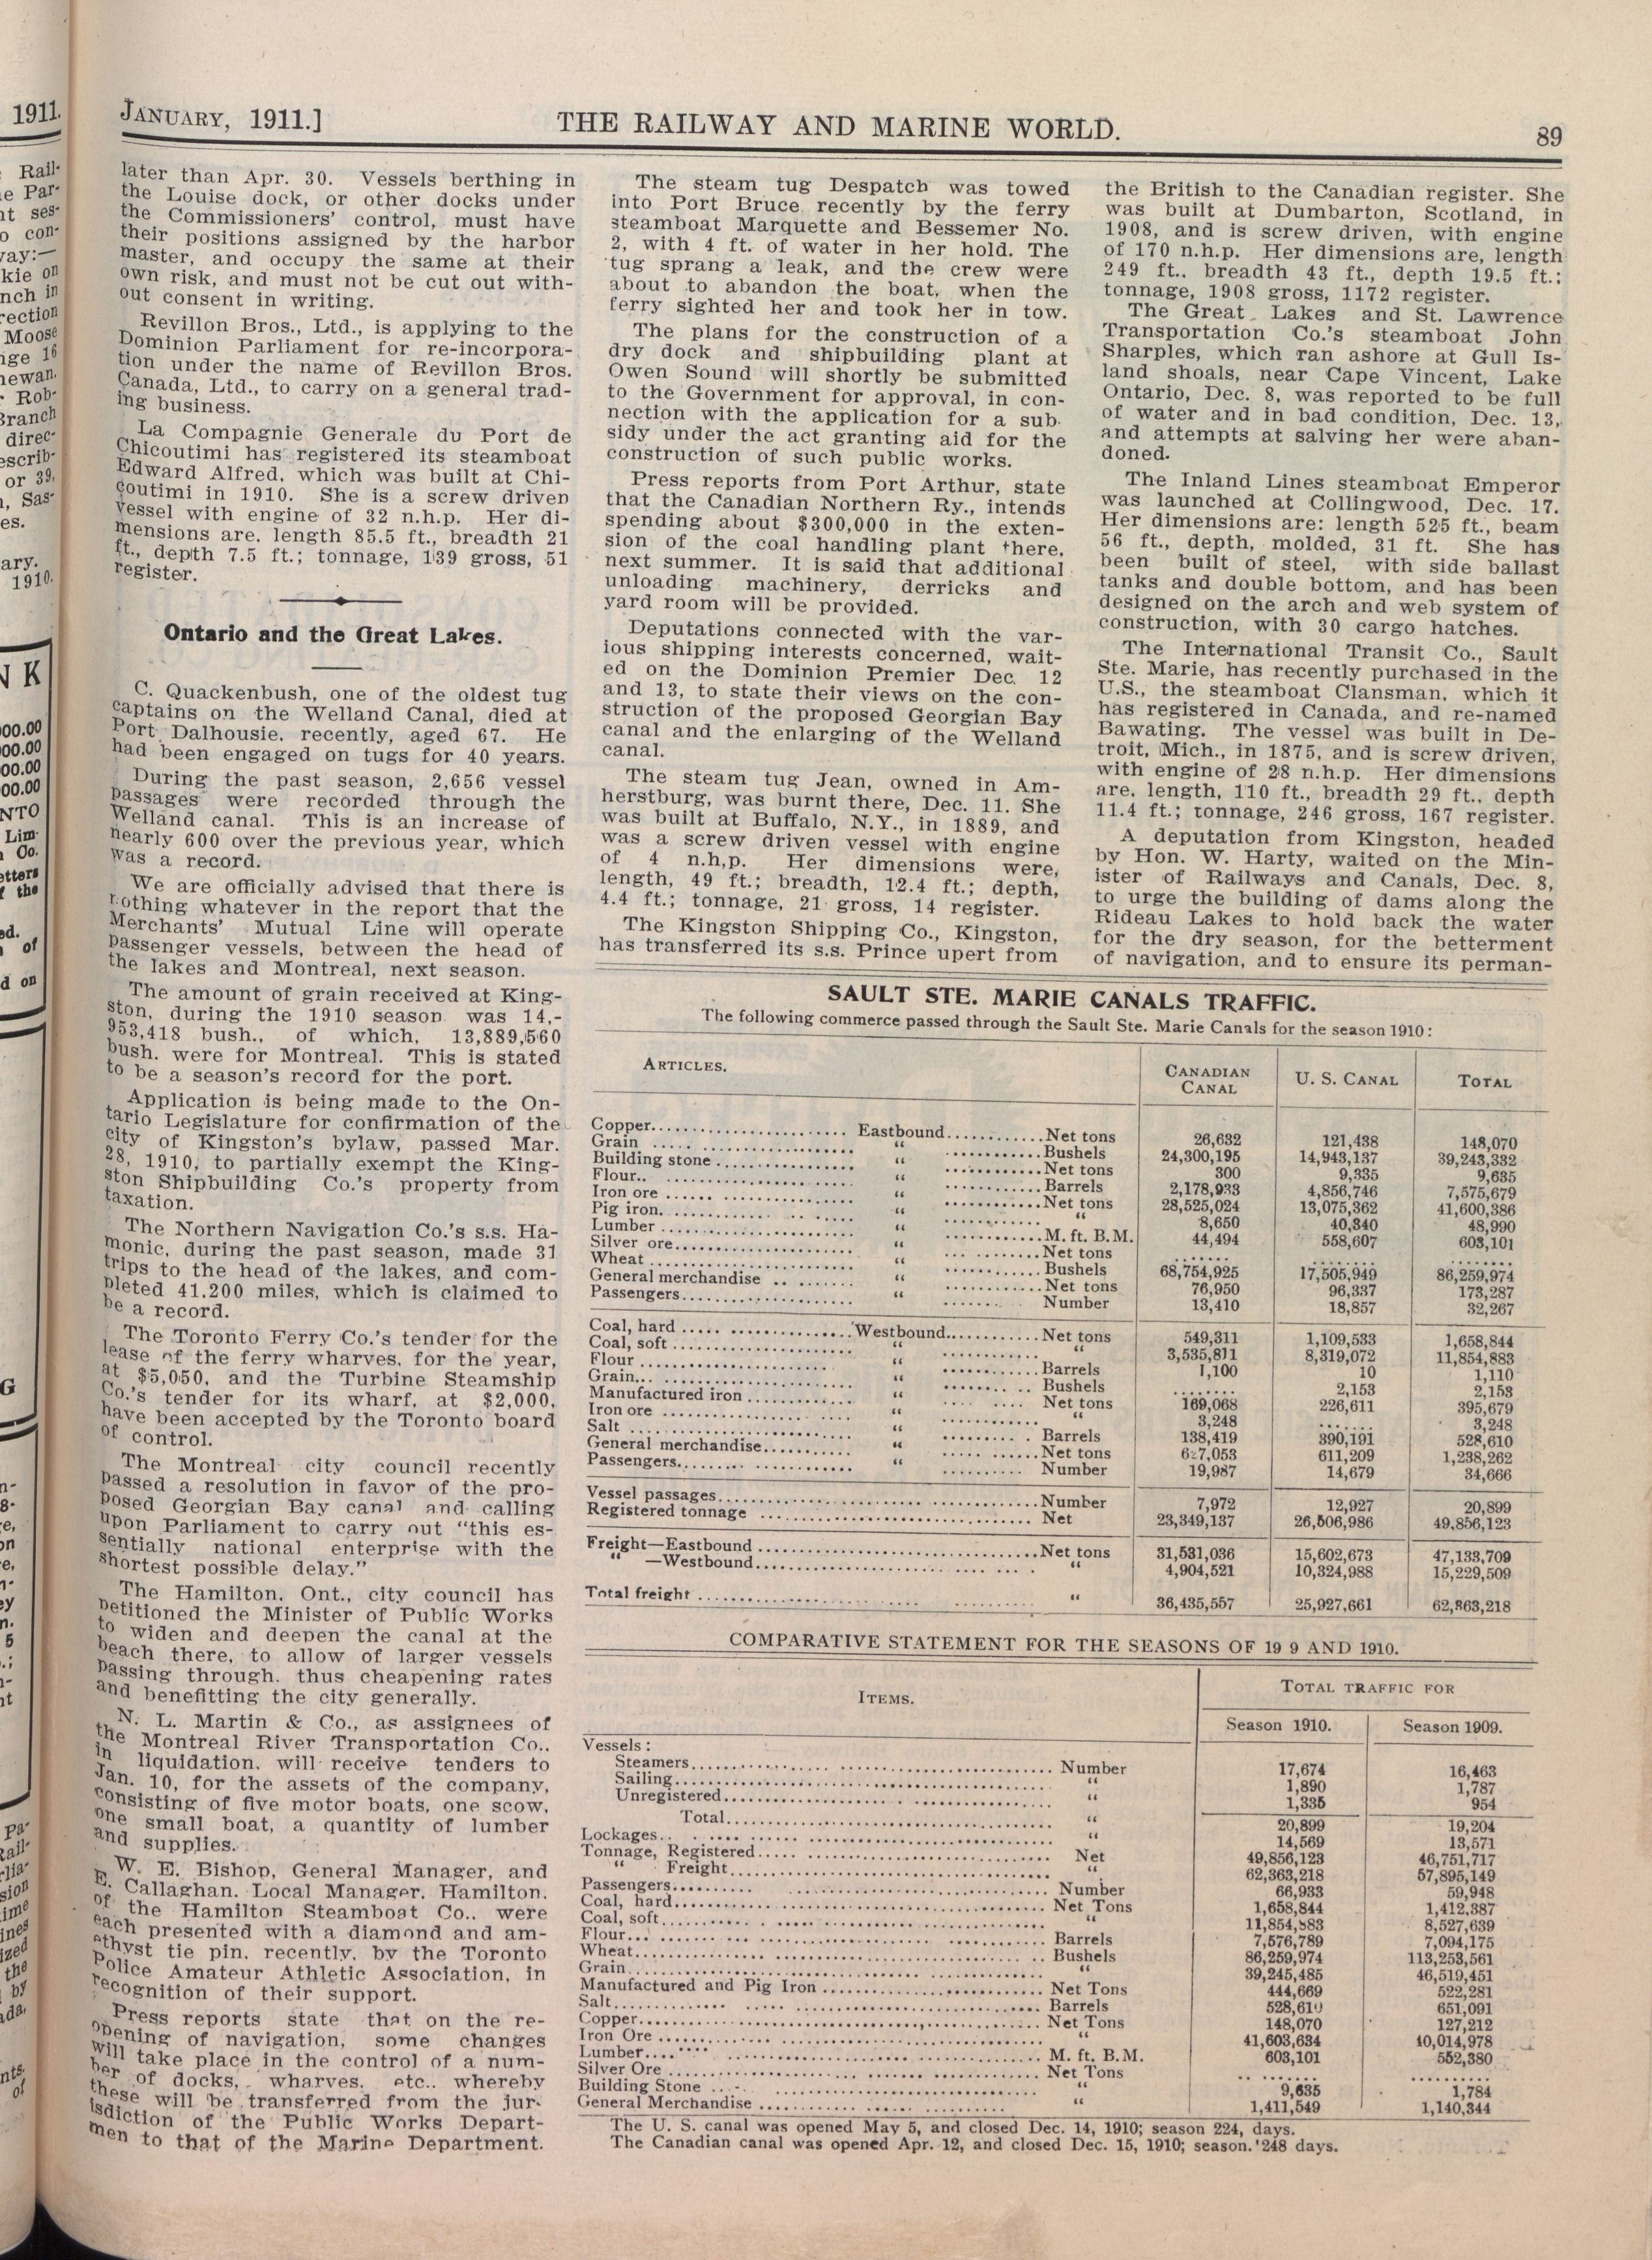 1911.
Rail-
e Par-
nt ses-
o con-
way:—
kie on
nch in
rection
Moose
nge 16
newan.
Rob-
Branch
direc-
escrib-
or 39,
Sas-
es.
ary.
1910.
JANUARY, 1911.]
THE RAILWAY AND MARINE WORLD.
89
later than Apr. 30. Vessels berthing in
the Louise dock, or other docks under
the Commissioners' control, must have
their positions assigned by the harbor
master, and occupy the same at their
own risk, and must not be cut out with-
out consent in writing.
Revillon Bros., Ltd., is applying to the
Dominion Parliament for re-incorpora-
tion under the name of Revillon Bros.
Canada, Ltd., to carry on a general trad-
ing business.
La Compagnie Generale du Port de
Chicoutimi has registered its steamboat
Edward Alfred, which was built at Chi-
coutimi in 1910. She is a screw driven
vessel with engine of 32 n.h.p. Her di-
mensions are. length 85.5 ft., breadth 21
ft., depth 7.5 ft.; tonnage, 139 gross, 51
register.
Ontario and the Great Lakes.
C. Quackenbush, one of the oldest tug
captains on the Welland Canal, died at
Port Dalhousie. recently, aged 67. He
had been engaged on tugs for 40 years.
During the past season, 2,656 vessel
passages were recorded through the
Welland canal. This is an increase of
nearly 600 over the previous year, which
was a record.
We are officially advised that there is
nothing whatever in the report that the
Merchants' Mutual Line will operate
passenger vessels, between the head of
the lakes and Montreal, next season.
The amount of grain received at King-
ston, during the 1910 season was 14,-
953,418 bush., of which, 13,889,560
bush. were for Montreal. This is stated
to be a season's record for the port.
Application is being made to the On-
tario Legislature for confirmation of the
city of Kingston's bylaw, passed Mar.
28, 1910, to partially exempt the King-
ston Shipbuilding Co.'s property from
taxation.
The Northern Navigation Co.'s s.s. Ha-
monic, during the past season, made 31
trips to the head of the lakes, and com-
pleted 41.200 miles, which is claimed to
be a record.
The Toronto Ferry Co.'s tender for the
lease of the ferry wharves, for the year,
at $5,050, and the Turbine Steamship
Co.'s tender for its wharf, at $2,000,
have been accepted by the Toronto board
of control.
The Montreal city council recently
passed a resolution in favor of the pro-
posed Georgian Bay canal and calling
upon Parliament to carry out "this es-
sentially national enterprise with the
shortest possible delay."
The Hamilton, Ont., city council has
petitioned the Minister of Public Works
to widen and deepen the canal at the
beach there, to allow of larger vessels
passing through. thus cheapening rates
and benefitting the city generally.
N. L. Martin & Co., as assignees of
the Montreal River Transportation Co..
in liquidation, will receive tenders to
Jan. 10, for the assets of the company,
consisting of five motor boats, one scow,
one small boat, a quantity of lumber
and supplies.
W. E. Bishop, General Manager, and
E. Callaghan. Local Manager, Hamilton.
of the Hamilton Steamboat Co.. were
each presented with a diamond and am-
ethyst tie pin. recently. by the Toronto
Police Amateur Athletic Association, in
recognition of their support.
Press reports state that on the re-
opening of navigation, some changes
will take place in the control of a num-
ber of docks, wharves, etc.. whereby
these will be transferred from the jur-
isdiction of the Public Works Depart-
men to that of the Marine Department.
The steam tug Despatch was towed
into Port Bruce recently by the ferry
steamboat Marquette and Bessemer No.
2, with 4 ft. of water in her hold. The
tug sprang a leak, and the crew were
about to abandon the boat, when the
ferry sighted her and took her in tow.
The plans for the construction of a
dry dock and shipbuilding plant at
Owen Sound will shortly be submitted
to the Government for approval, in con-
nection with the application for a sub-
sidy under the act granting aid for the
construction of such public works.
Press reports from Port Arthur, state
that the Canadian Northern Ry., intends
spending about $300,000 in the exten-
sion of the coal handling plant there,
next summer. It is said that additional
unloading machinery, derricks and
yard room will be provided.
Deputations connected with the var-
ious shipping interests concerned, wait-
ed on the Dominion Premier Dec. 12
and 13, to state their views on the con-
struction of the proposed Georgian Bay
canal and the enlarging of the Welland
canal.
The steam tug Jean, owned in Am-
herstburg, was burnt there, Dec. 11. She
was built at Buffalo, N.Y., in 1889, and
was a screw driven vessel with engine
of 4 n.h,p. Her dimensions were,
length, 49 ft.; breadth, 12.4 ft.; depth,
4.4 ft.; tonnage, 21 gross, 14 register.
The Kingston Shipping Co., Kingston,
has transferred its s.s. Prince upert from
the British to the Canadian register. She
was built at Dumbarton, Scotland, in
1908, and is screw driven, with engine
of 170 n.h.p. Her dimensions are, length
249 ft., breadth 43 ft., depth 19.5 ft.;
tonnage, 1908 gross, 1172 register.
The Great Lakes and St. Lawrence
Transportation Co.'s steamboat John
Sharples, which ran ashore at Gull Is-
land shoals, near Cape Vincent, Lake
Ontario, Dec. 8, was reported to be full
of water and in bad condition, Dec. 13,
and attempts at salving her were aban-
doned.
The Inland Lines steamboat Emperor
was launched at Collingwood, Dec. 17.
Her dimensions are: length 525 ft., beam
56 ft., depth, molded, 31 ft. She has
been built of steel, with side ballast
tanks and double bottom, and has been
designed on the arch and web system of
construction, with 30 cargo hatches.
The International Transit Co., Sault
Ste. Marie, has recently purchased in the
U.S., the steamboat Clansman, which it
has registered in Canada, and re-named
Bawating. The vessel was built in De-
troit, Mich., in 1875, and is screw driven,
with engine of 28 n.h.p. Her dimensions
are, length, 110 ft., breadth 29 ft., depth
11.4 ft.; tonnage, 246 gross, 167 register.
A deputation from Kingston, headed
by Hon. W. Harty, waited on the Min-
ister of Railways and Canals, Dec. 8,
to urge the building of dams along the
Rideau Lakes to hold back the water
for the dry season, for the betterment
of navigation, and to ensure its perman-
SAULT STE. MARIE CANALS TRAFFIC.
The following commerce passed through the Sault Ste. Marie Canals for the season 1910:
ARTICLES. CANADIAN CANAL U. S. CANAL TOTAL
Copper........ Eastbound........ Net tons 26,632 121,438 148,070
Grain ........ " ........ Bushels 24,300,195 14,943,137 39,243,332
Building stone ........ " ........ Net tons 300 9,335 9,635
Flour.. ........ " ........ Barrels 2,178,933 4,856,746 7,575,679
Iron ore ........ " ........ Net tons 28,525,024 13,075,362 41,600,386
Pig iron........ " ........ " 8,650 40,340 48,990
Lumber ........ " ........ M. ft. B.M. 44,494 558,607 603,101
Silver ore........ " ........ Net tons ........ ........ ........
Wheat ........ " ........ Bushels 68,754,925 17,505,949 86,259,974
General merchandise ........ " ........ Net tons 76,950 96,337 173,287
Passengers........ " ........ Number 13,410 18,857 32,267
Coal, hard ........ Westbound........ Net tons 549,311 1,109,533 1,658,844
Coal, soft ........ " ........ " 3,535,811 8,319,072 11,854,883
Flour ........ " ........ Barrels 1,100 10 1,110
Grain........ " ........ Bushels ........ 2,153 2,153
Manufactured iron ........ " ........ Net tons 169,068 226,611 395,679
Iron ore ........ " ........ " 3,248 ........ 3,248
Salt ........ " ........ Barrels 138,419 390,191 528,610
General merchandise........ " ........ Net tons 627,053 611,209 1,238,262
Passengers........ " ........ Number 19,987 14,679 34,666
Vessel passages........ Number 7,972 12,927 20,899
Registered tonnage ........ Net 23,349,137 26,506,986 49,856,123
Freight—Eastbound ........ Net tons 31,531,036 15,602,673 47,133,709
" —Westbound........ " 4,904,521 10,324,988 15,229,509
Total freight ........ " 36,435,557 25,927,661 62,363,218
COMPARATIVE STATEMENT FOR THE SEASONS OF 19 9 AND 1910.
ITEMS. TOTAL TRAFFIC FOR
Season 1910. Season 1909.
Vessels :
Steamers........ Number 17,674 16,463
Sailing........ " 1,890 1,787
Unregistered........ " 1,335 954
Total........ " 20,899 19,204
Lockages........ " 14,569 13,571
Tonnage, Registered........ Net 49,856,123 46,751,717
" Freight........ " 62,363,218 57,895,149
Passengers........ Number 66,933 59,948
Coal, hard........ Net Tons 1,658,844 1,412,387
Coal, soft........ " 11,854,883 8,527,639
Flour........ Barrels 7,576,789 7,094,175
Wheat........ Bushels 86,259,974 113,253,561
Grain........ " 39,245,485 46,519,451
Manufactured and Pig Iron ........ Net Tons 444,669 522,281
Salt........ Barrels 528,610 651,091
Copper........ Net Tons 148,070 127,212
Iron Ore ........ " 41,603,634 40,014,978
Lumber........ M. ft. B.M. 603,101 552,380
Silver Ore ........ Net Tons ........ ........
Building Stone ........ " 9,635 1,784
General Merchandise ........ " 1,411,549 1,140,344
The U. S. canal was opened May 5, and closed Dec. 14, 1910; season 224, days.
The Canadian canal was opened Apr. 12, and closed Dec. 15, 1910; season. 248 days.